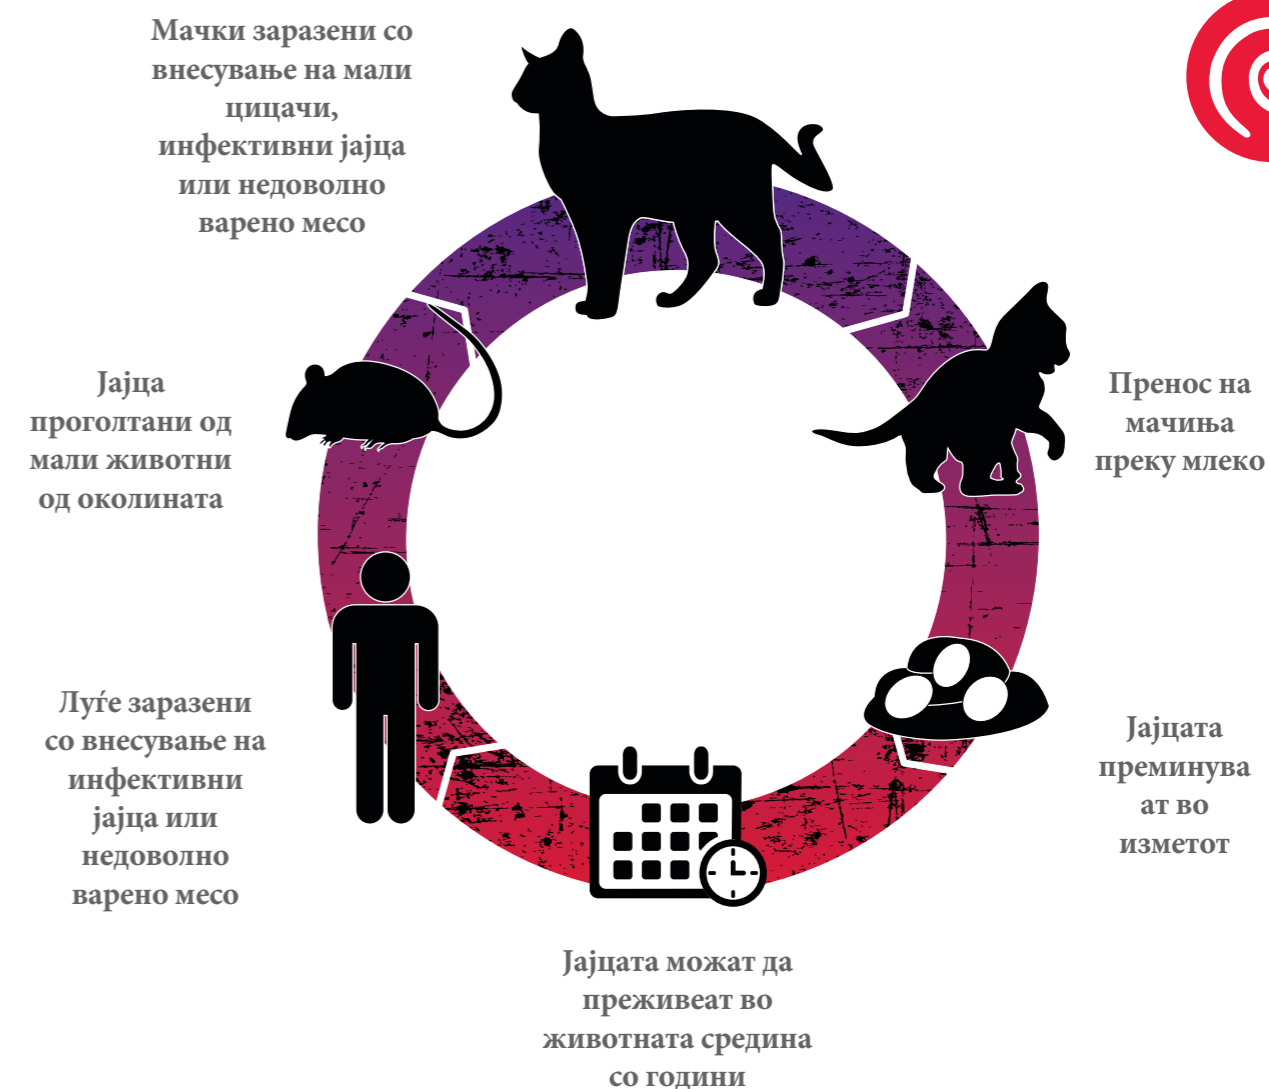 Мачки заразени со
внесување на мали
цицачи,
инфективни јајца
или недоволно
варено месо
Пренос на
мачиња
преку млеко
Јајцата
преминува
ат во
изметот
Јајцата можат да
преживеат во
животната средина
со години
Луѓе заразени
со внесување на
инфективни
јајца или
недоволно
варено месо
Јајца
проголтани од
мали животни
од околината